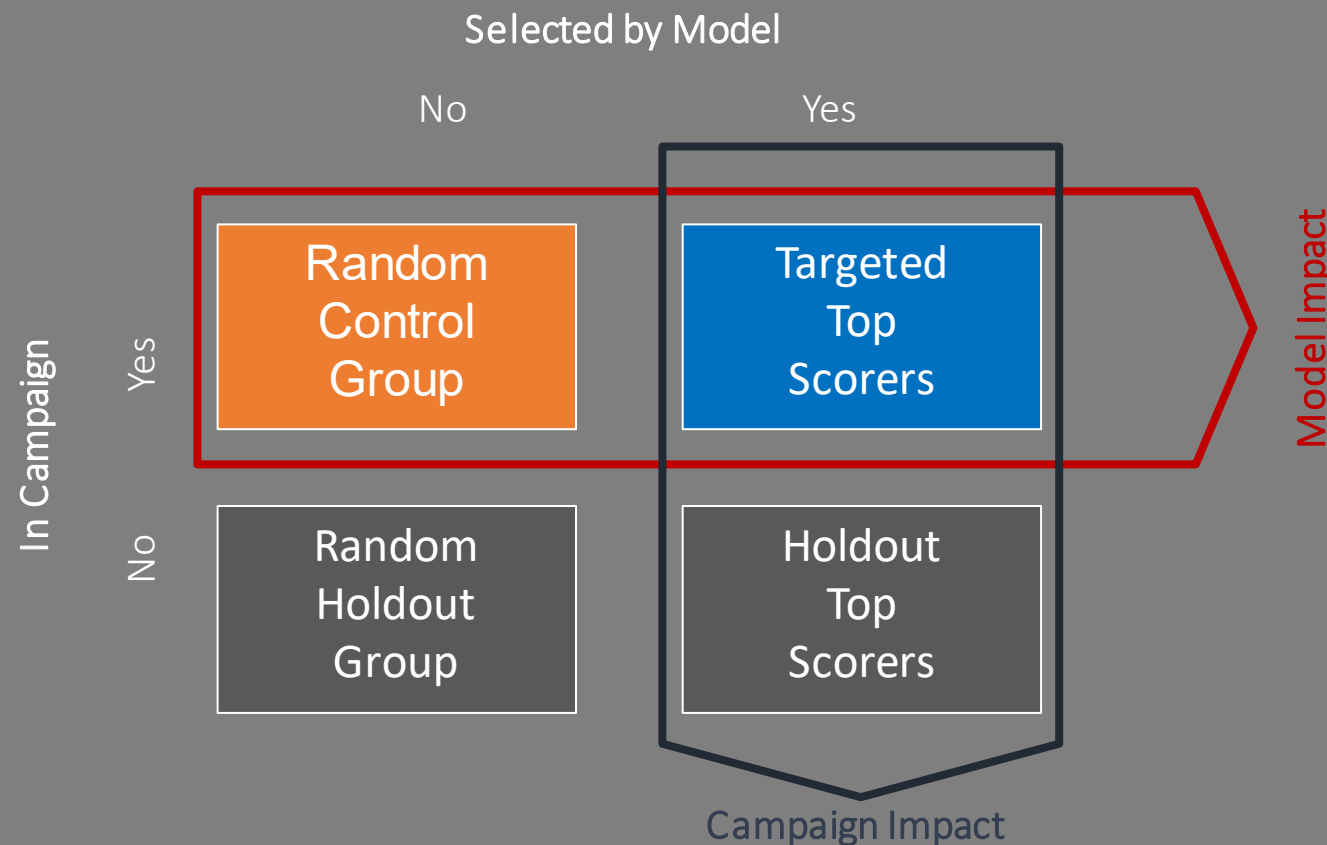 Selected by Model
No
Yes
In Campaign
Yes
Random
Control
Group
Targeted
Top
Scorers
Model Impact
No
Random
Holdout
Group
Holdout
Top
Scorers
Campaign Impact